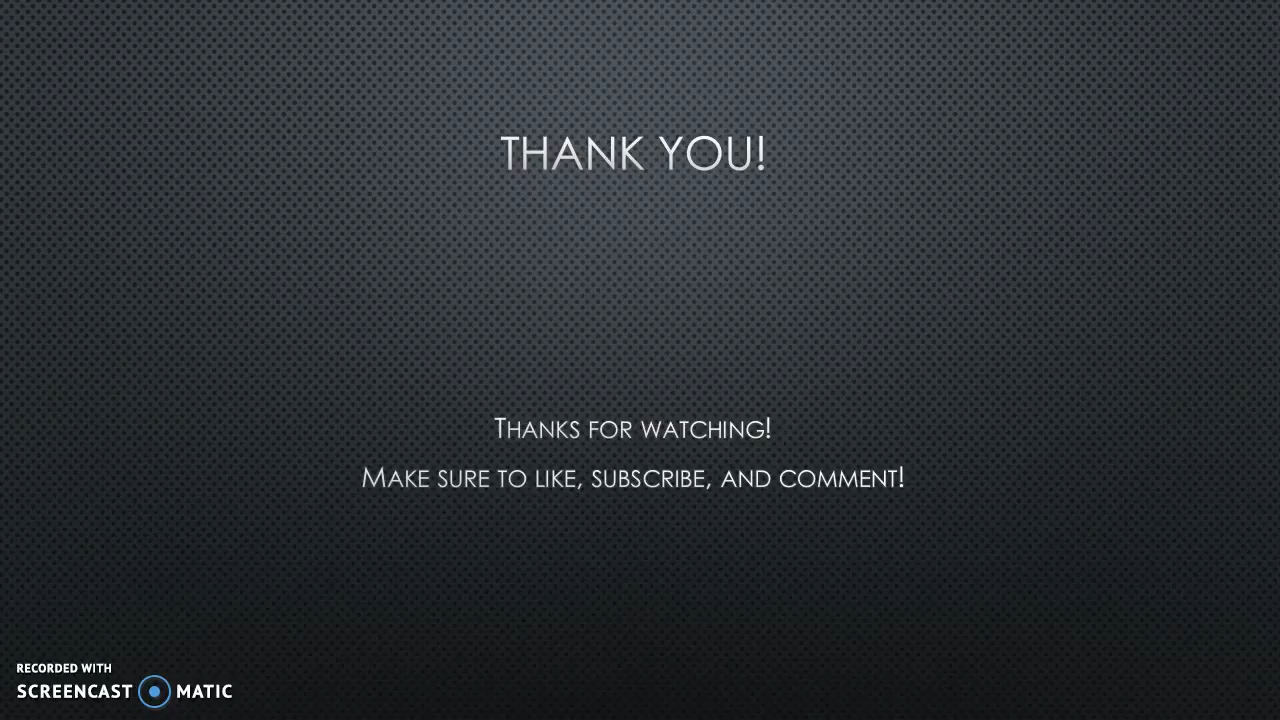 THANK YOU!
THANKS FOR WATCHING!
MAKE SURE TO LIKE, SUBSCRIBE, AND COMMENT!
RECORDED WITH
SCREENCAST MATIC